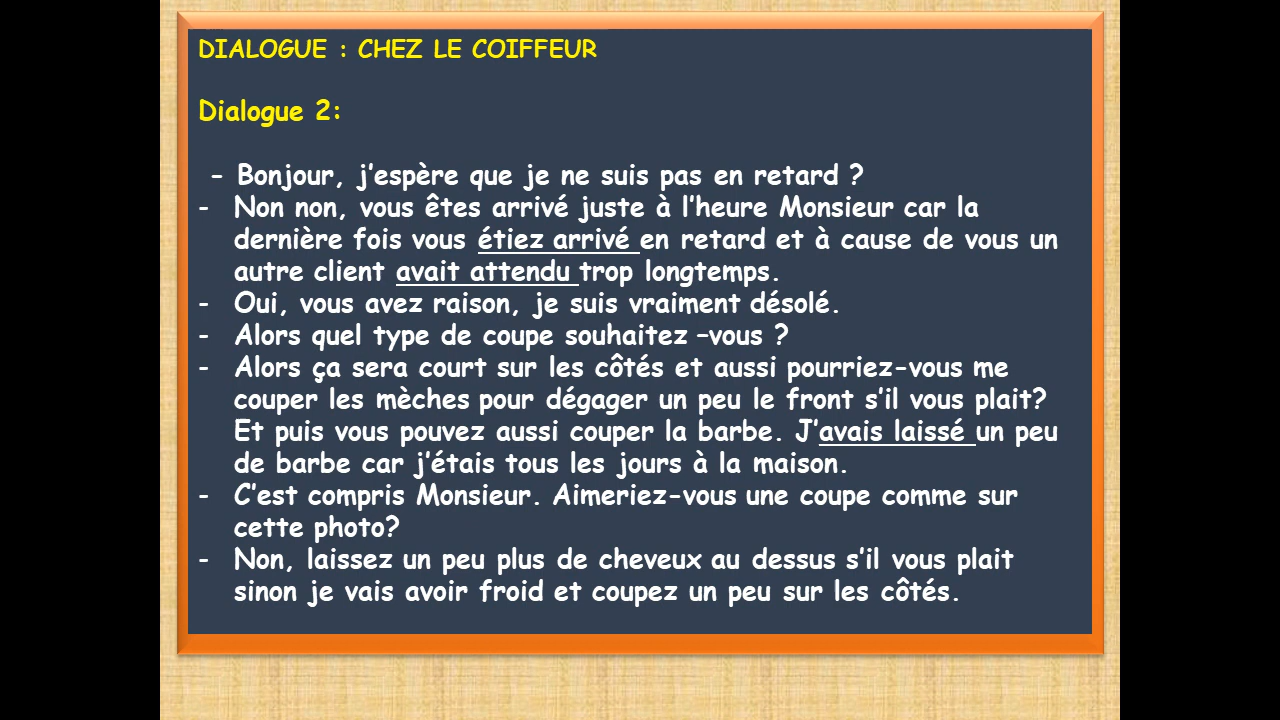 DIALOGUE : CHEZ LE COIFFEUR
Dialogue 2:
- Bonjour, j’espère que je ne suis pas en retard ?
- Non non, vous êtes arrivé juste à l’heure Monsieur car la
dernière fois vous étiez arrivé en retard et à cause de vous un
autre client avait attendu trop longtemps.
- Oui, vous avez raison, je suis vraiment désolé.
- Alors quel type de coupe souhaitez –vous ?
- Alors ça sera court sur les côtés et aussi pourriez-vous me
couper les mèches pour dégager un peu le front s’il vous plait?
Et puis vous pouvez aussi couper la barbe. J’avais laissé un peu
de barbe car j’étais tous les jours à la maison.
- C’est compris Monsieur. Aimeriez-vous une coupe comme sur
cette photo?
- Non, laissez un peu plus de cheveux au dessus s’il vous plait
sinon je vais avoir froid et coupez un peu sur les côtés.